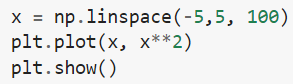 x = np.linspace(-5,5, 100)
plt.plot(x, x**2)
plt.show()